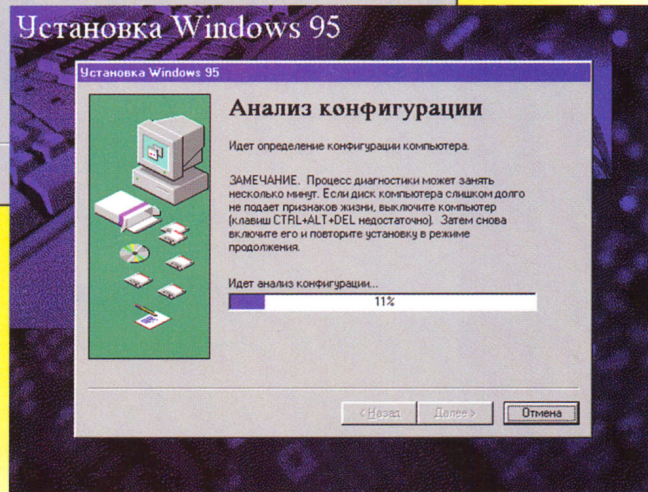 Установка Windows 95
Установка Windows 95
Анализ конфигурации
Идет определение конфигурации компьютера.
ЗАМЕЧАНИЕ. Процесс диагностики может занять
несколько минут. Если диск компьютера слишком долго
не подает признаков жизни, выключите компьютер
(клавиш CTRL+ALT+DEL недостаточно). Затем снова
включите его и повторите установку в режиме
продолжения.
Идет анализ конфигурации...
11%
< Назад
Далее >
Отмена